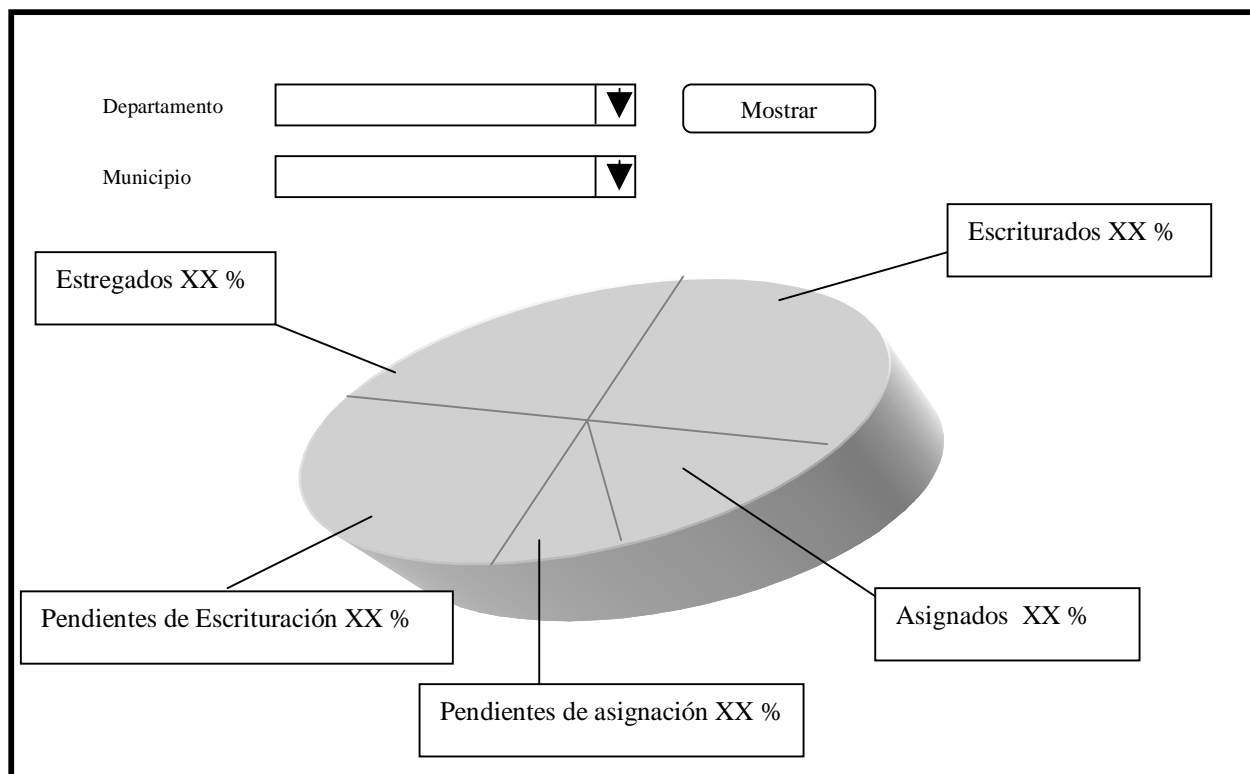 Departamento
Mostrar
Municipio
Escriturados XX %
Estregados XX %
Pendientes de Escrituración XX %
Asignados  XX %
Pendientes de asignación XX %